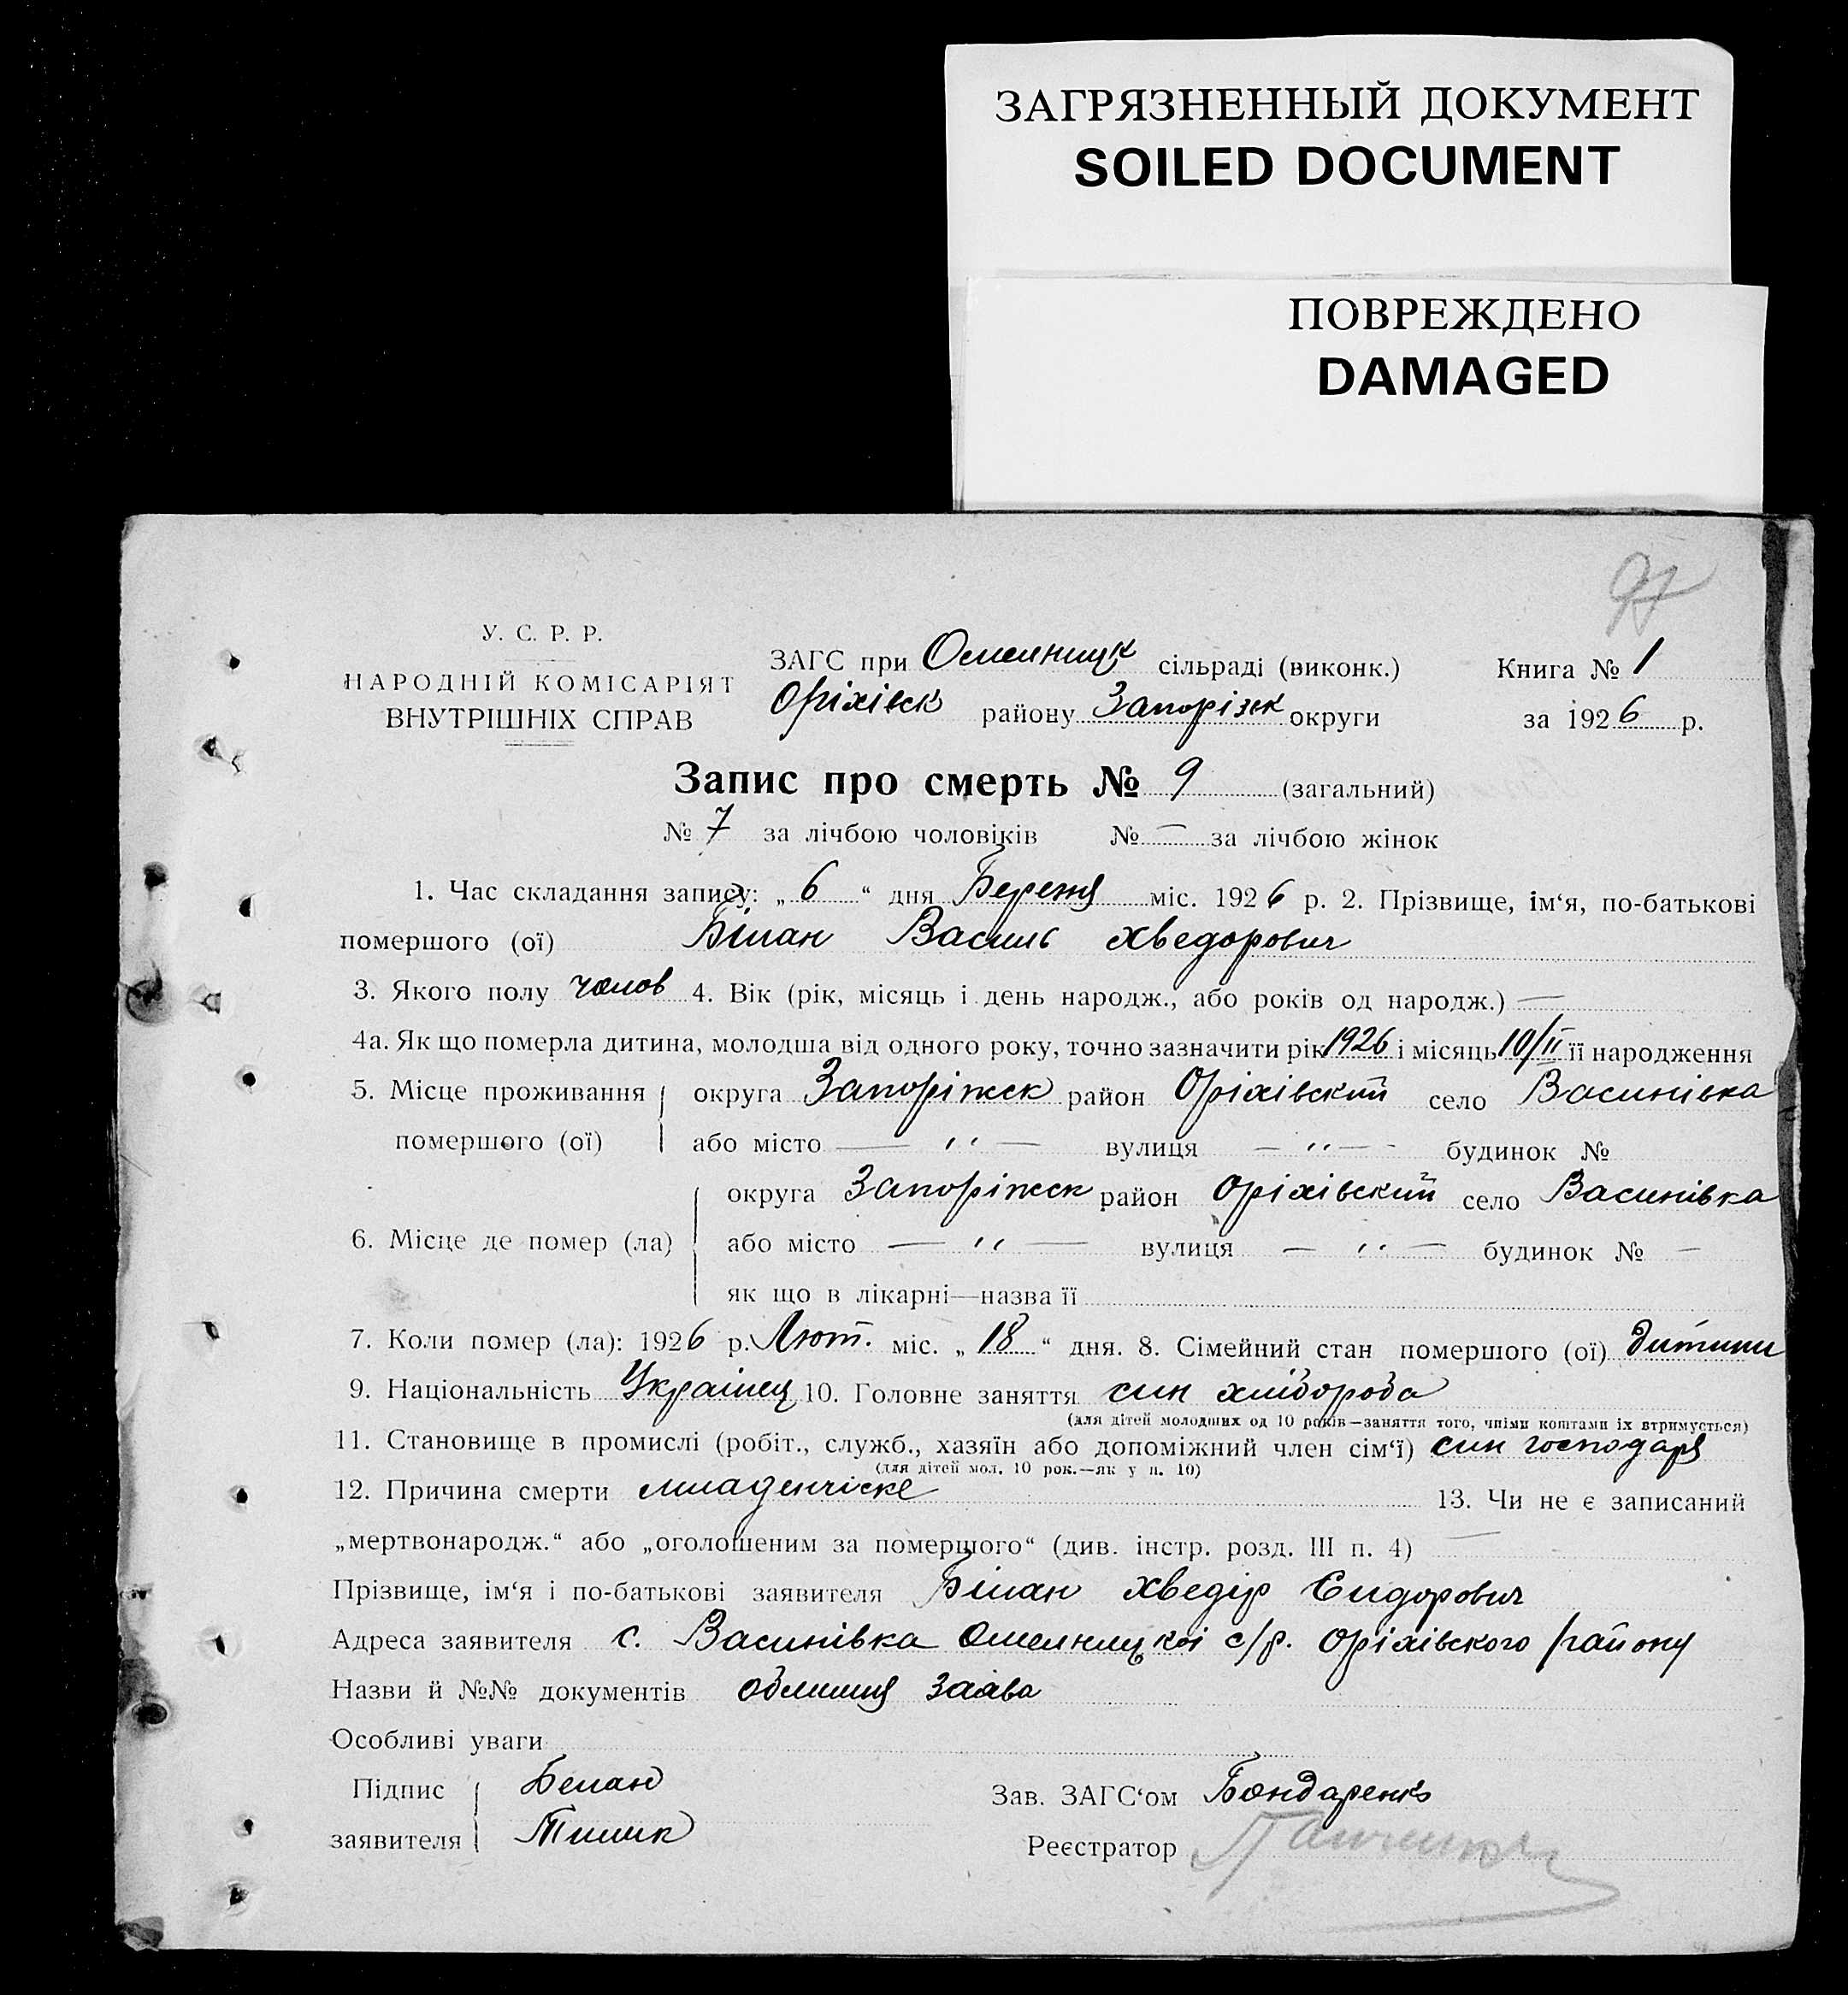 ЗАГРЯЗНЕННЫЙ ДОКУМЕНТ
SOILED DOCUMENT
ПОВРЕЖДЕНО
DAMAGED
97
У. С. Р. Р.
НАРОДНІЙ КОМІСАРІЯТ
ВНУТРІШНІХ СПРАВ
ЗАГС при Омелницк сільраді (виконк.) Книга № 1
Оріхівск району Запорізк округи за 1926 р.
Запис про смерть № 9 (загальний)
№ 7 за лічбою чоловіків № — за лічбою жінок
1. Час складання запису: „ 6 “ дня Березня міс. 1926 р. 2. Прізвище, ім‘я, по-батькові
помершого (ої) Білан Василь Хведорович
3. Якого полу чолов 4. Вік (рік, місяць і день народж., або років од народж.) —
4а. Як що померла дитина, молодша від одного року, точно зазначити рік 1926 і місяць 10/II її народження
5. Місце проживання округа Запоріжск район Оріхівский село Васинівка
помершого (ої) або місто — ,, — вулиця — ,, — будинок №
округа Запоріжск район Оріхівский село Васинівка
6. Місце де помер (ла) або місто — ,, — вулиця — ,, — будинок № —
як що в лікарні—назва її
7. Коли помер (ла): 1926 р. Лют. міс. „ 18 “ дня. 8. Сімейний стан помершого (ої) дитини
9. Національність Українец 10. Головне заняття син хлібороба
(для дітей молодших од 10 років—заняття того, чиїми коштами їх втримується)
11. Становище в промислі (робіт., служб., хазяїн або допоміжний член сім‘ї) син господаря
(для дітей мол. 10 рок.—як у п. 10)
12. Причина смерти младенчіске 13. Чи не є записаний
„мертвонародж.“ або „оголошеним за помершого“ (див. інстр. розд. III п. 4) —
Прізвище, ім‘я і по-батькові заявителя Білан Хведір Сидорович
Адреса заявителя с. Васинівка Омелницкоі с/р. Оріхівского району
Назви й №№ документів заява
Особливі уваги
Підпис Белан Зав. ЗАГС‘ом Бондаренко
заявителя Реєстратор